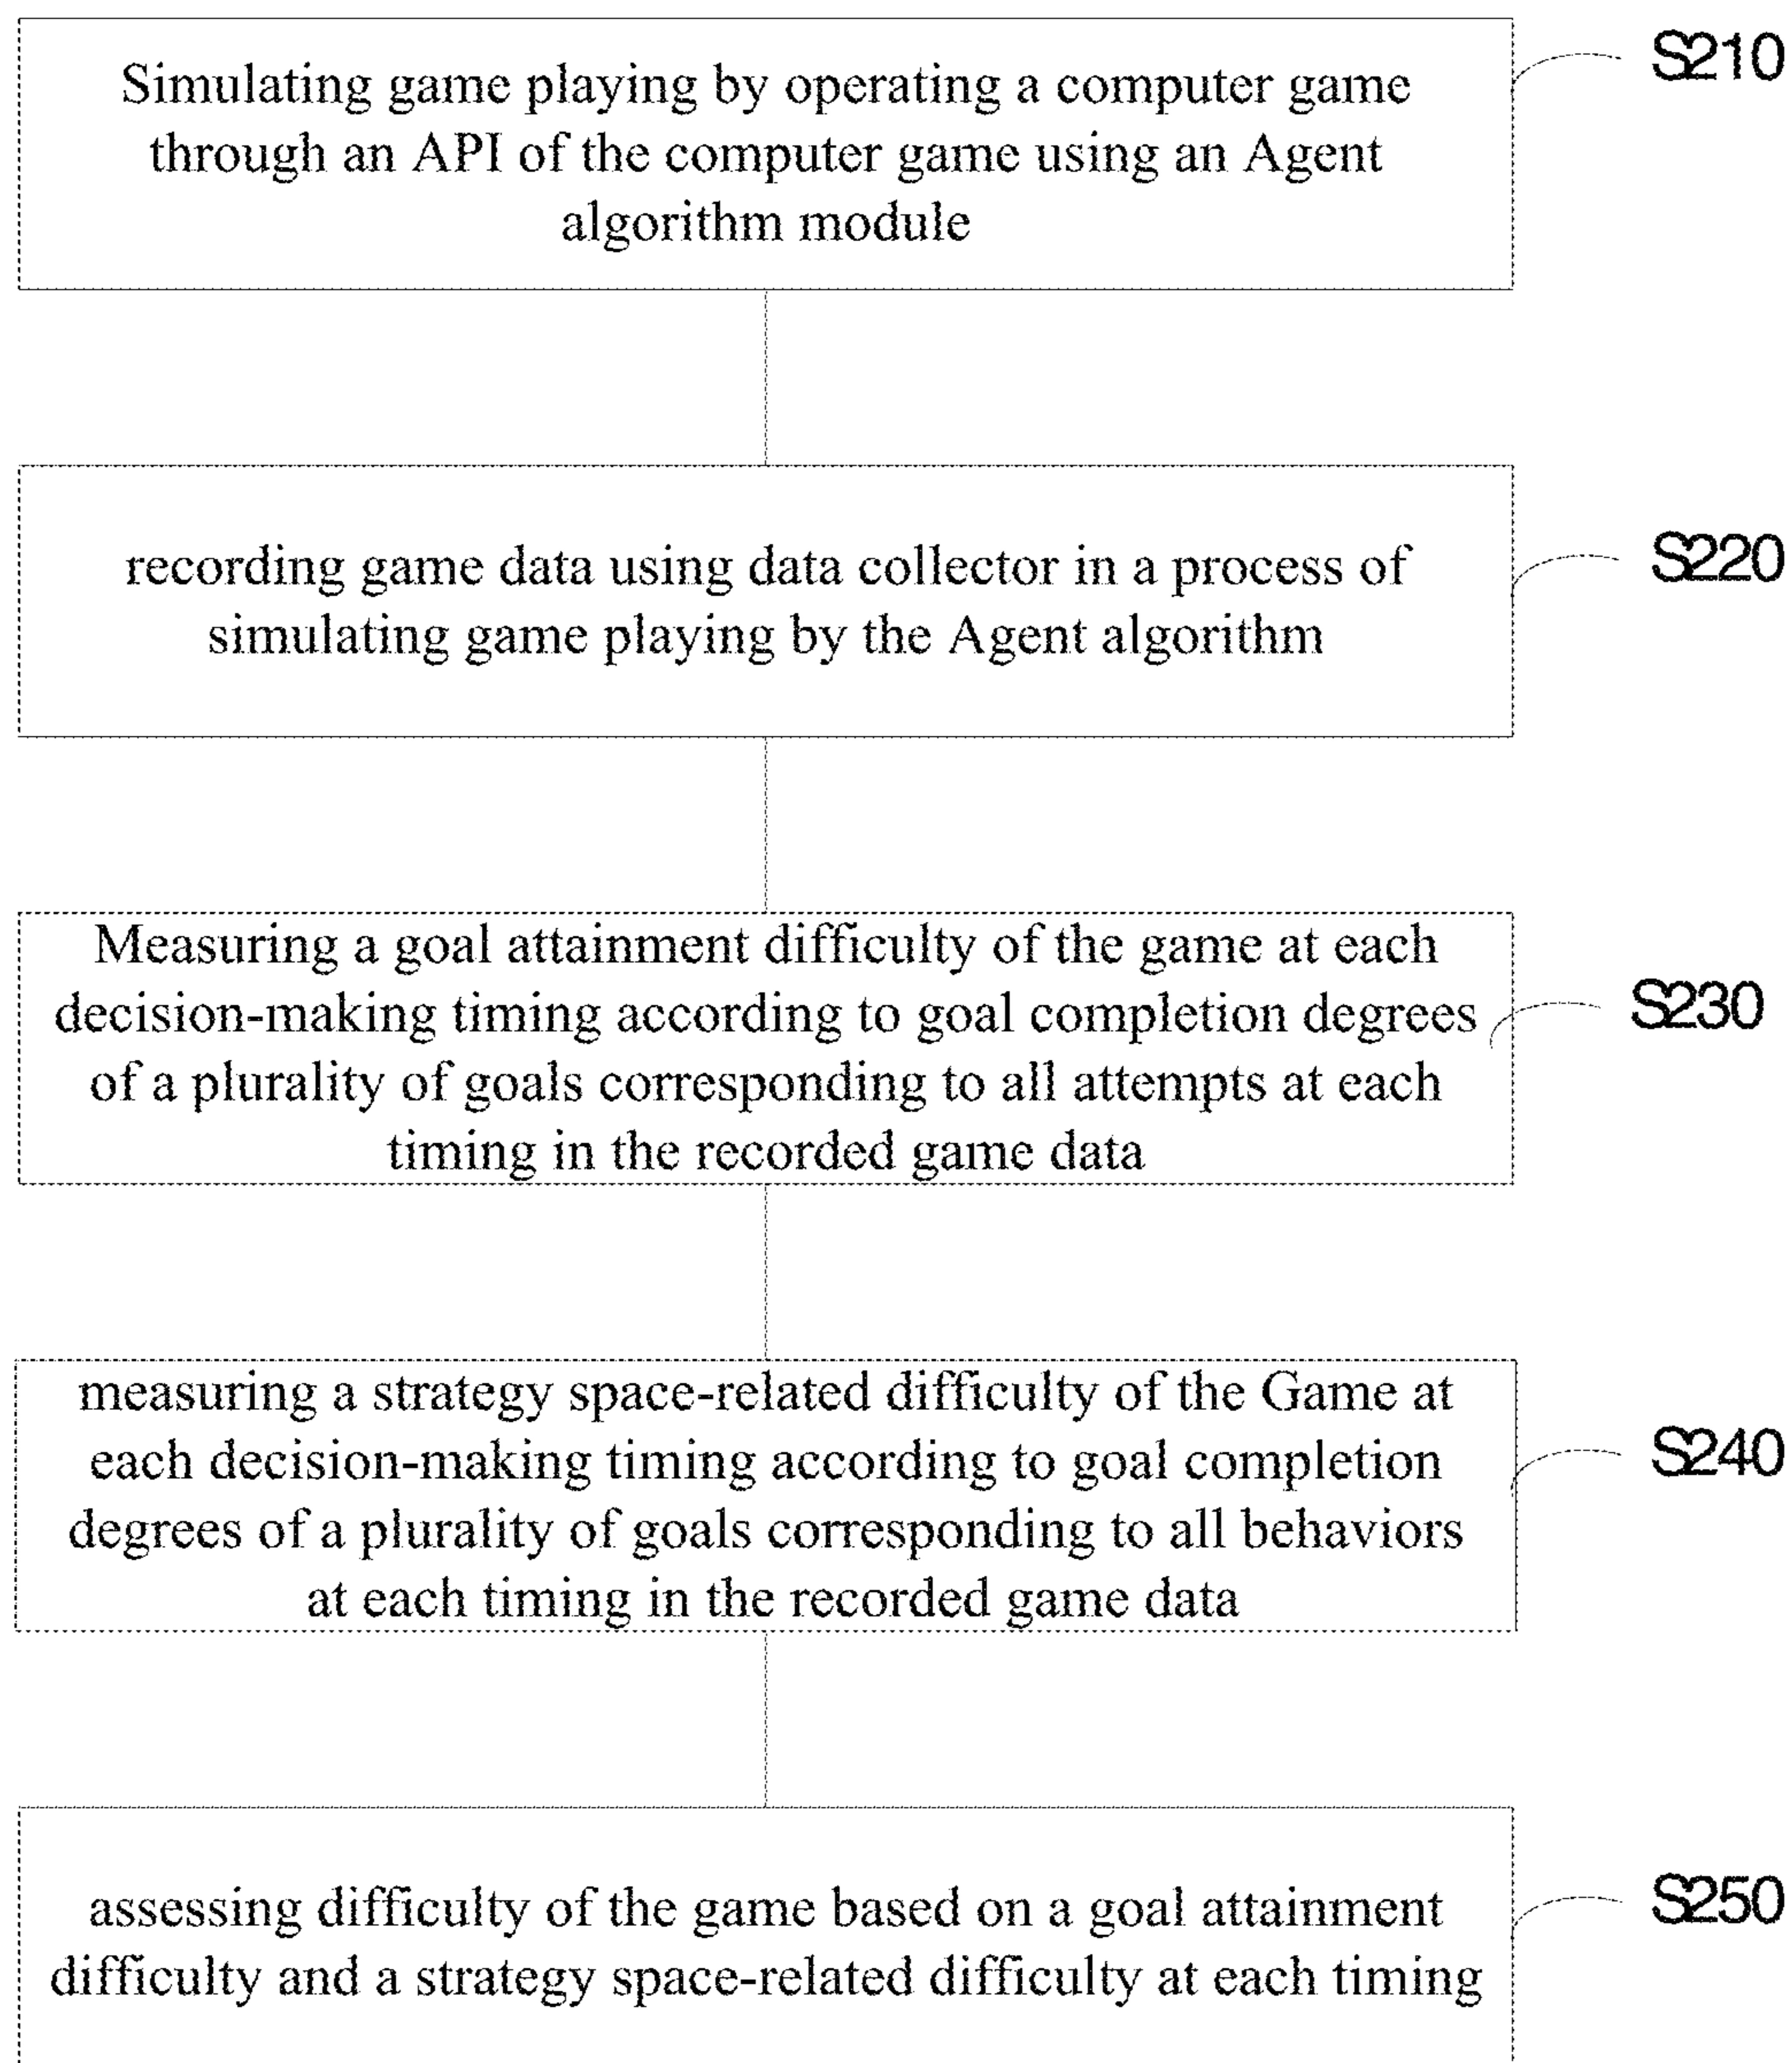 Simulating game playing by operating a computer game
through an API of the computer game using an Agent
algorithm module
S210
recording game data using data collector in a process of
simulating game playing by the Agent algorithm
S220
Measuring a goal attainment difficulty of the game at each
decision-making timing according to goal completion degrees
of a plurality of goals corresponding to all attempts at each
timing in the recorded game data
S230
measuring a strategy space-related difficulty of the Game at
each decision-making timing according to goal completion
degrees of a plurality of goals corresponding to all behaviors
at each timing in the recorded game data
S240
assessing difficulty of the game based on a goal attainment
difficulty and a strategy space-related difficulty at each timing
S250